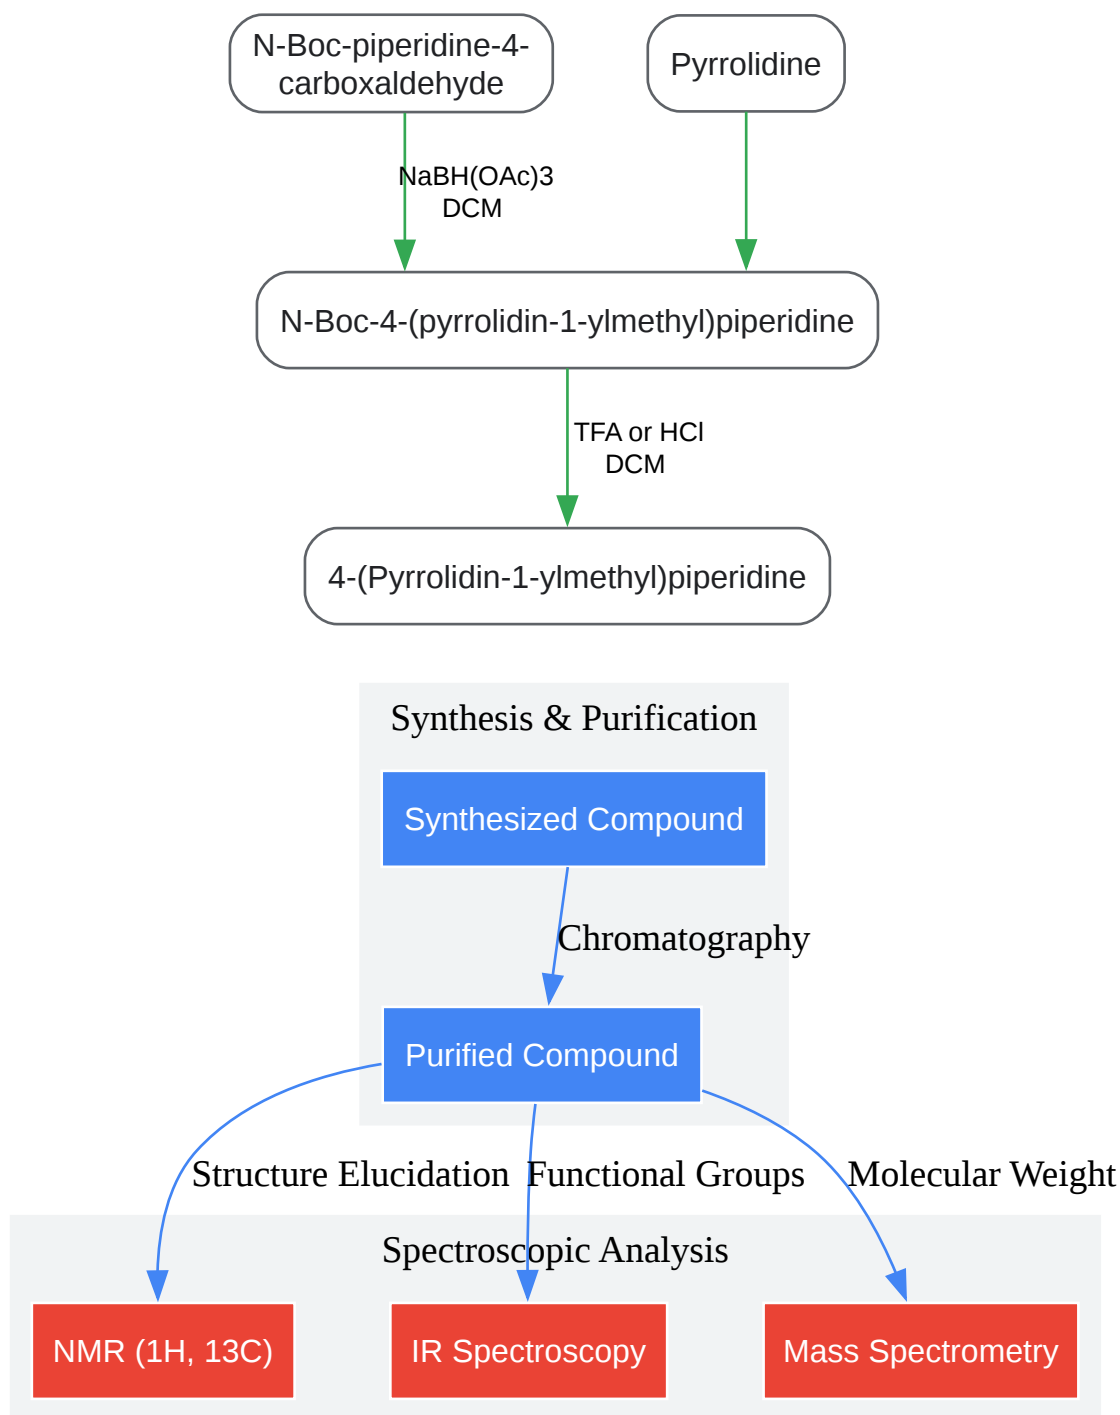 N-Boc-piperidine-4-
carboxaldehyde
Pyrrolidine
NaBH(OAc)3
DCM
N-Boc-4-(pyrrolidin-1-ylmethyl)piperidine
TFA or HCl
DCM
4-(Pyrrolidin-1-ylmethyl)piperidine
Synthesis & Purification
Synthesized Compound
Chromatography
Purified Compound
Structure Elucidation
Functional Groups
Molecular Weight
Spectroscopic Analysis
NMR (1H, 13C)
IR Spectroscopy
Mass Spectrometry